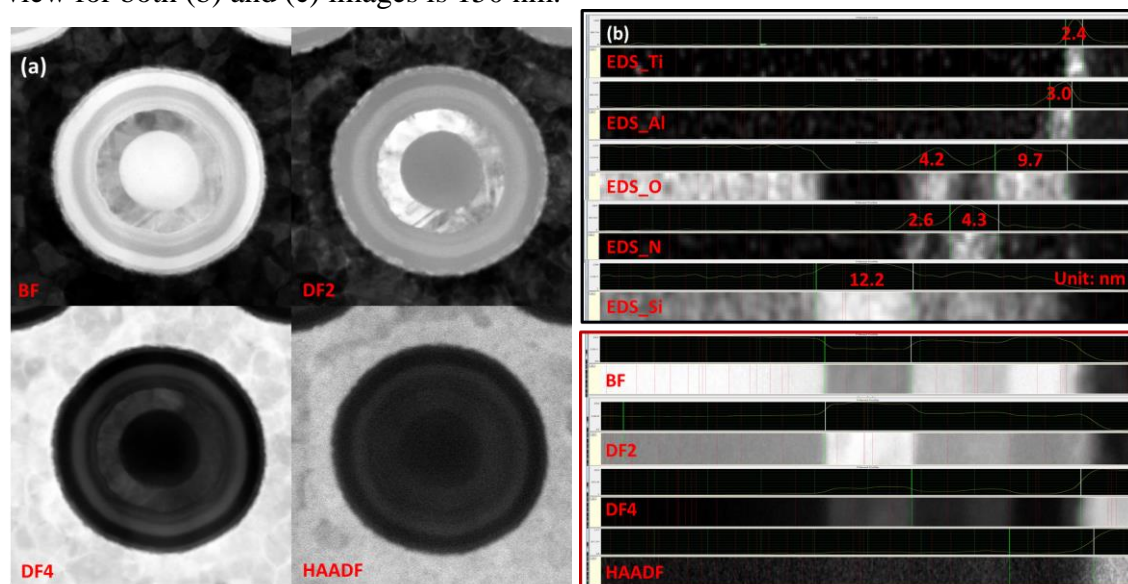 view for both (b) and (c) images is 150 nm.
(a)
BF
DF2
DF4
HAADF
(b)
2.4
EDS_Ti
3.0
EDS_Al
4.2
9.7
EDS_O
2.6
4.3
EDS_N
12.2
Unit: nm
EDS_Si
BF
DF2
DF4
HAADF